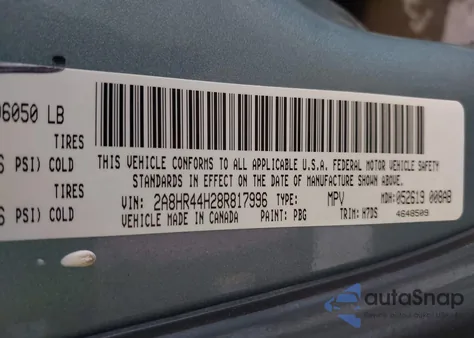 06050 LB
TIRES
PSI) COLD
TIRES
PSI) COLD
THIS VEHICLE CONFORMS TO ALL APPLICABLE U.S.A. FEDERAL MOTOR VEHICLE SAFETY
STANDARDS IN EFFECT ON THE DATE OF MANUFACTURE SHOWN ABOVE.
VIN: 2A8HR44H28R817996 TYPE: MPV MDH: 052619 008AB
VEHICLE MADE IN CANADA PAINT: PBG TRIM: H7DS 4648509
autoSnap